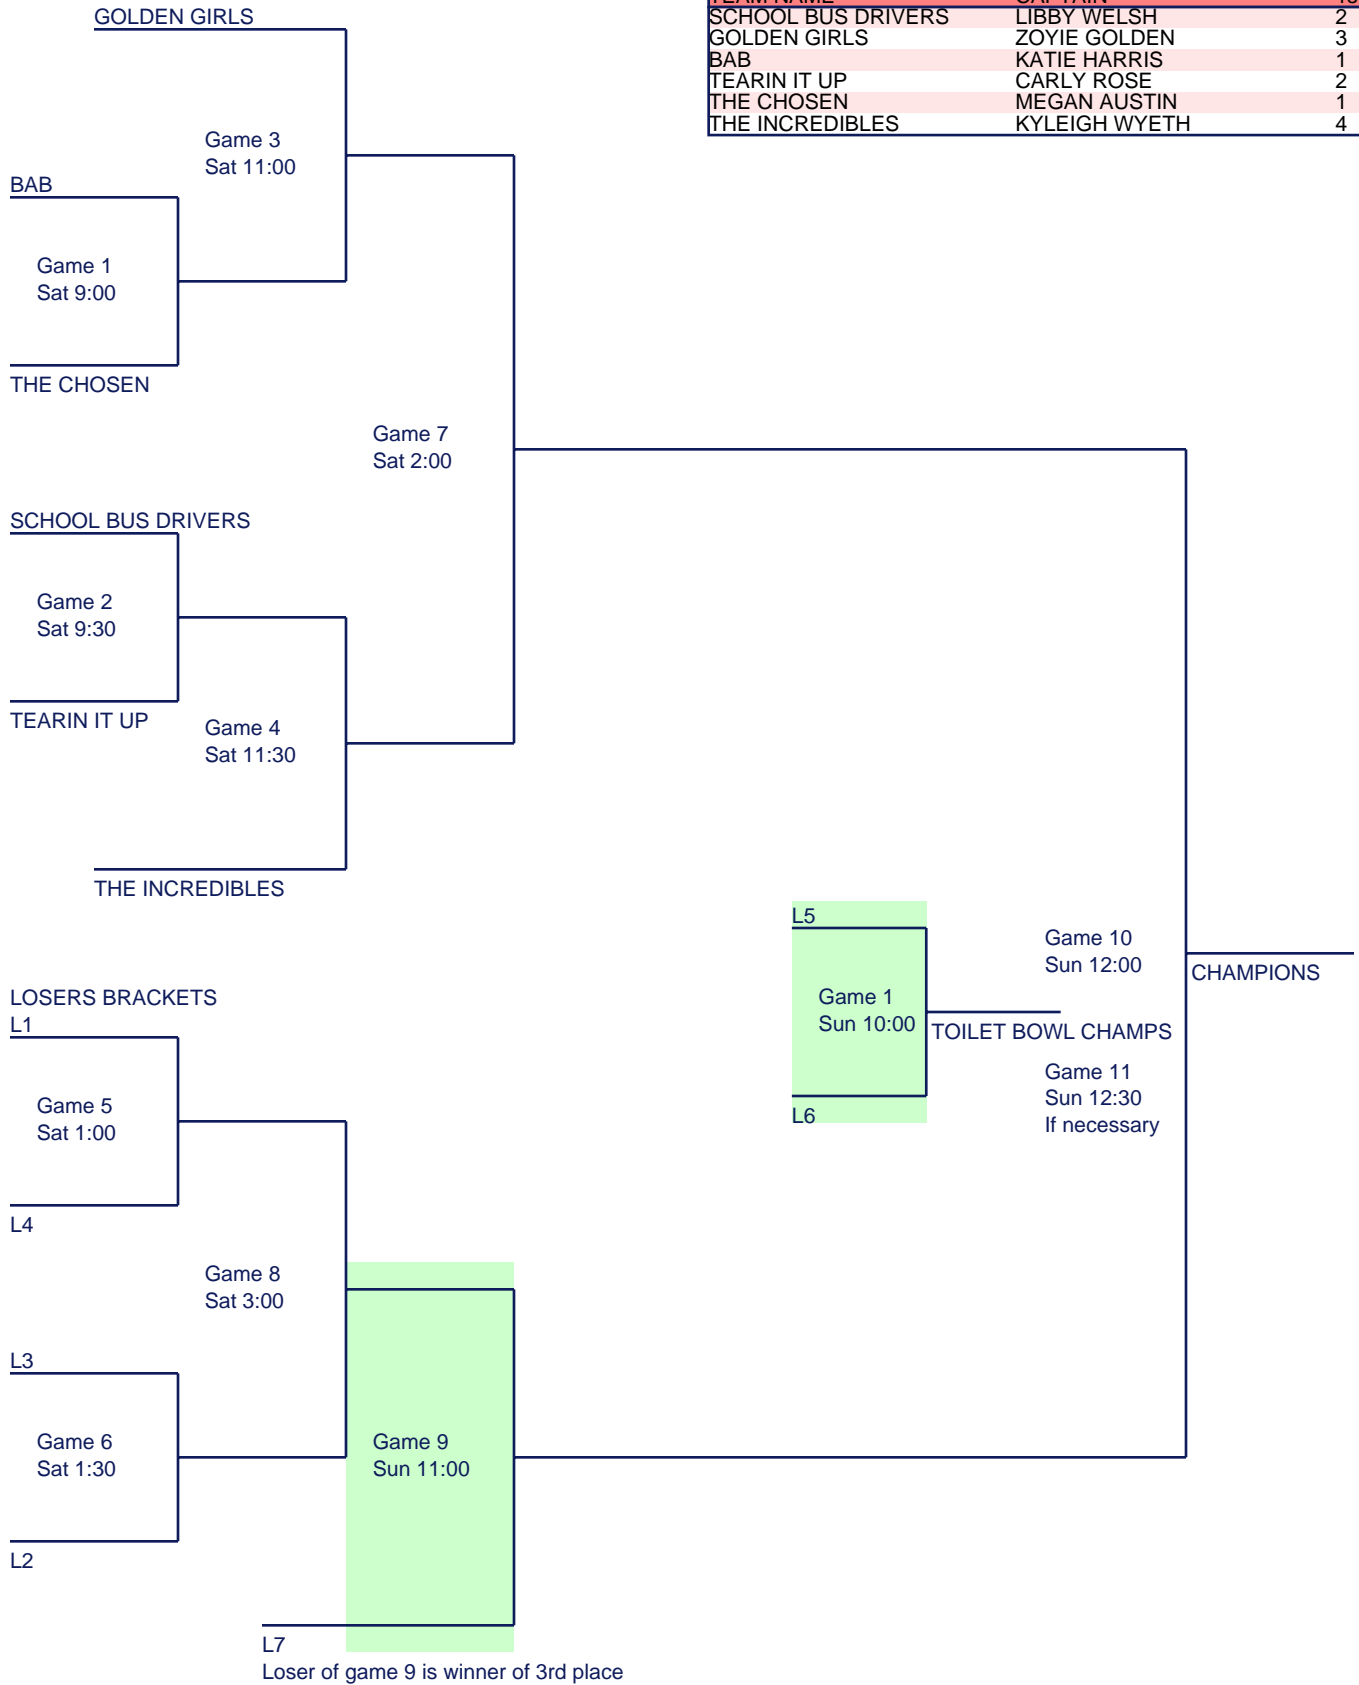 GOLDEN GIRLS
TEAM NAME CAPTAIN
SCHOOL BUS DRIVERS LIBBY WELSH 2
GOLDEN GIRLS ZOYIE GOLDEN 3
BAB KATIE HARRIS 1
TEARIN IT UP CARLY ROSE 2
THE CHOSEN MEGAN AUSTIN 1
THE INCREDIBLES KYLEIGH WYETH 4
Game 3
Sat 11:00
BAB
Game 1
Sat 9:00
THE CHOSEN
Game 7
Sat 2:00
SCHOOL BUS DRIVERS
Game 2
Sat 9:30
TEARIN IT UP
Game 4
Sat 11:30
THE INCREDIBLES
L5
Game 10
Sun 12:00
CHAMPIONS
LOSERS BRACKETS
L1
Game 1
Sun 10:00
TOILET BOWL CHAMPS
Game 11
Sun 12:30
If necessary
L6
Game 5
Sat 1:00
L4
Game 8
Sat 3:00
L3
Game 6
Sat 1:30
Game 9
Sun 11:00
L2
L7
Loser of game 9 is winner of 3rd place